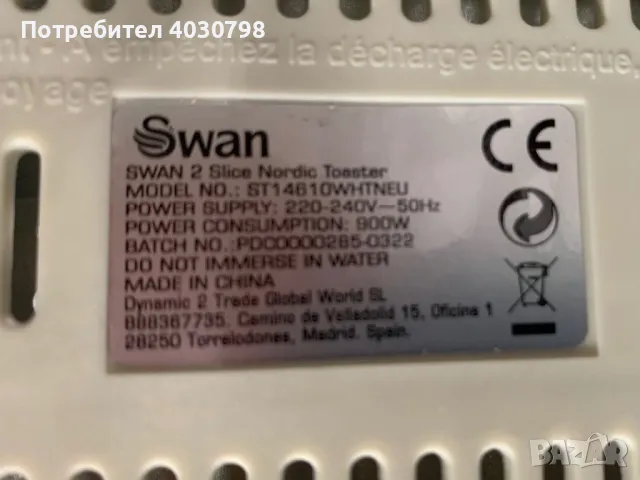 Потребител 4030798
nt - A empêchez la décharge électrique,
oyage
Swan
SWAN 2 Slice Nordic Toaster
MODEL NO.: ST14610WHTNEU
POWER SUPPLY: 220-240V—50Hz
POWER CONSUMPTION: 900W
BATCH NO.: PDC0000285-0322
DO NOT IMMERSE IN WATER
MADE IN CHINA
Dynamic 2 Trade Global World SL
B88367735. Camino de Valladolid 15, Oficina 1
28250 Torrelodones, Madrid. Spain.
CE
BAZAR